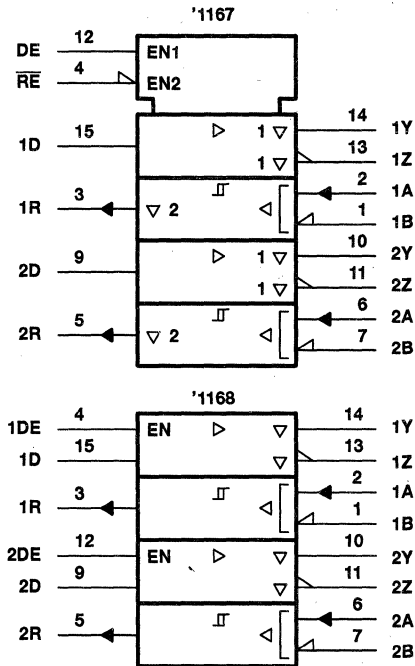 '1167
DE 12 EN1
RE 4 EN2
1D 15 1 14 1Y
1 13 1Z
1R 3 2 2 1A
1 1B
2D 9 1 10 2Y
1 11 2Z
2R 5 2 6 2A
7 2B
'1168
1DE 4 EN 14 1Y
1D 15 13 1Z
1R 3 2 1A
1 1B
2DE 12 EN 10 2Y
2D 9 11 2Z
2R 5 6 2A
7 2B